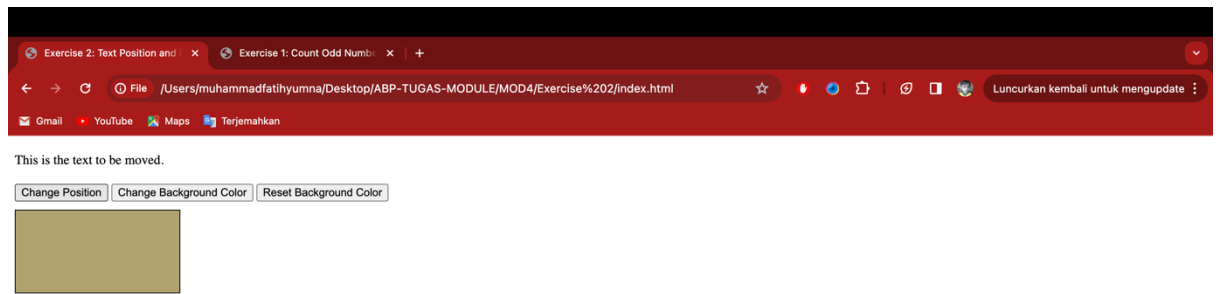 Exercise 2: Text Position and
Exercise 1: Count Odd Numbe
File /Users/muhammadfatihyumna/Desktop/ABP-TUGAS-MODULE/MOD4/Exercise%202/index.html
Luncurkan kembali untuk mengupdate
Gmail YouTube Maps Terjemahkan
This is the text to be moved.
Change Position Change Background Color Reset Background Color